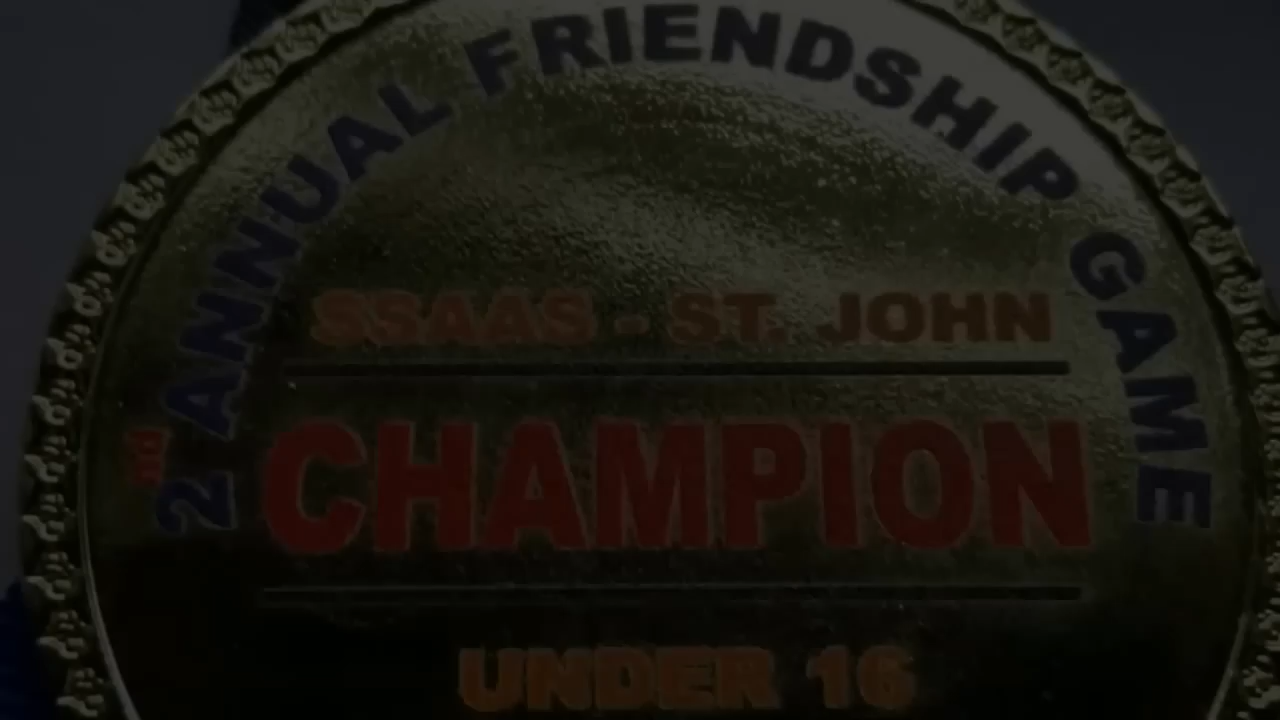 2nd ANNUAL FRIENDSHIP GAME
SSAAS - ST. JOHN
CHAMPION
UNDER 16